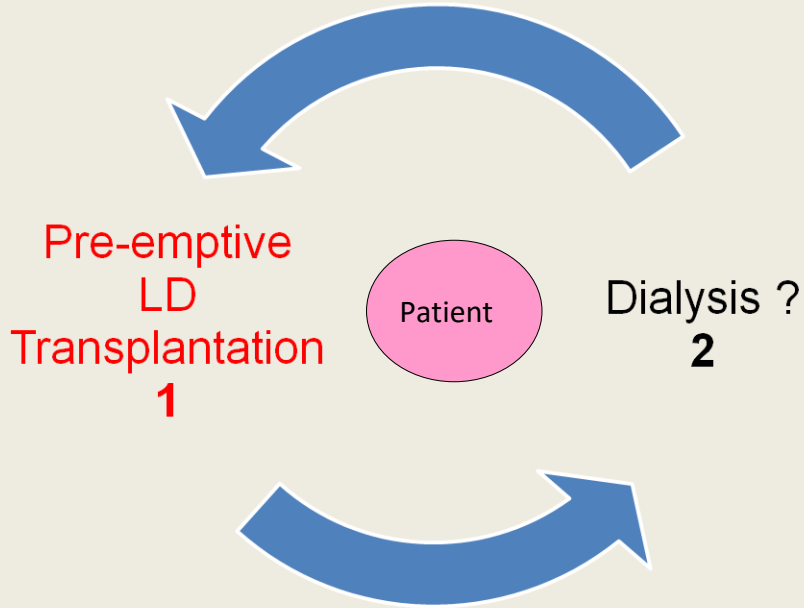 Pre-emptive
LD
Transplantation
1
Patient
Dialysis ?
2